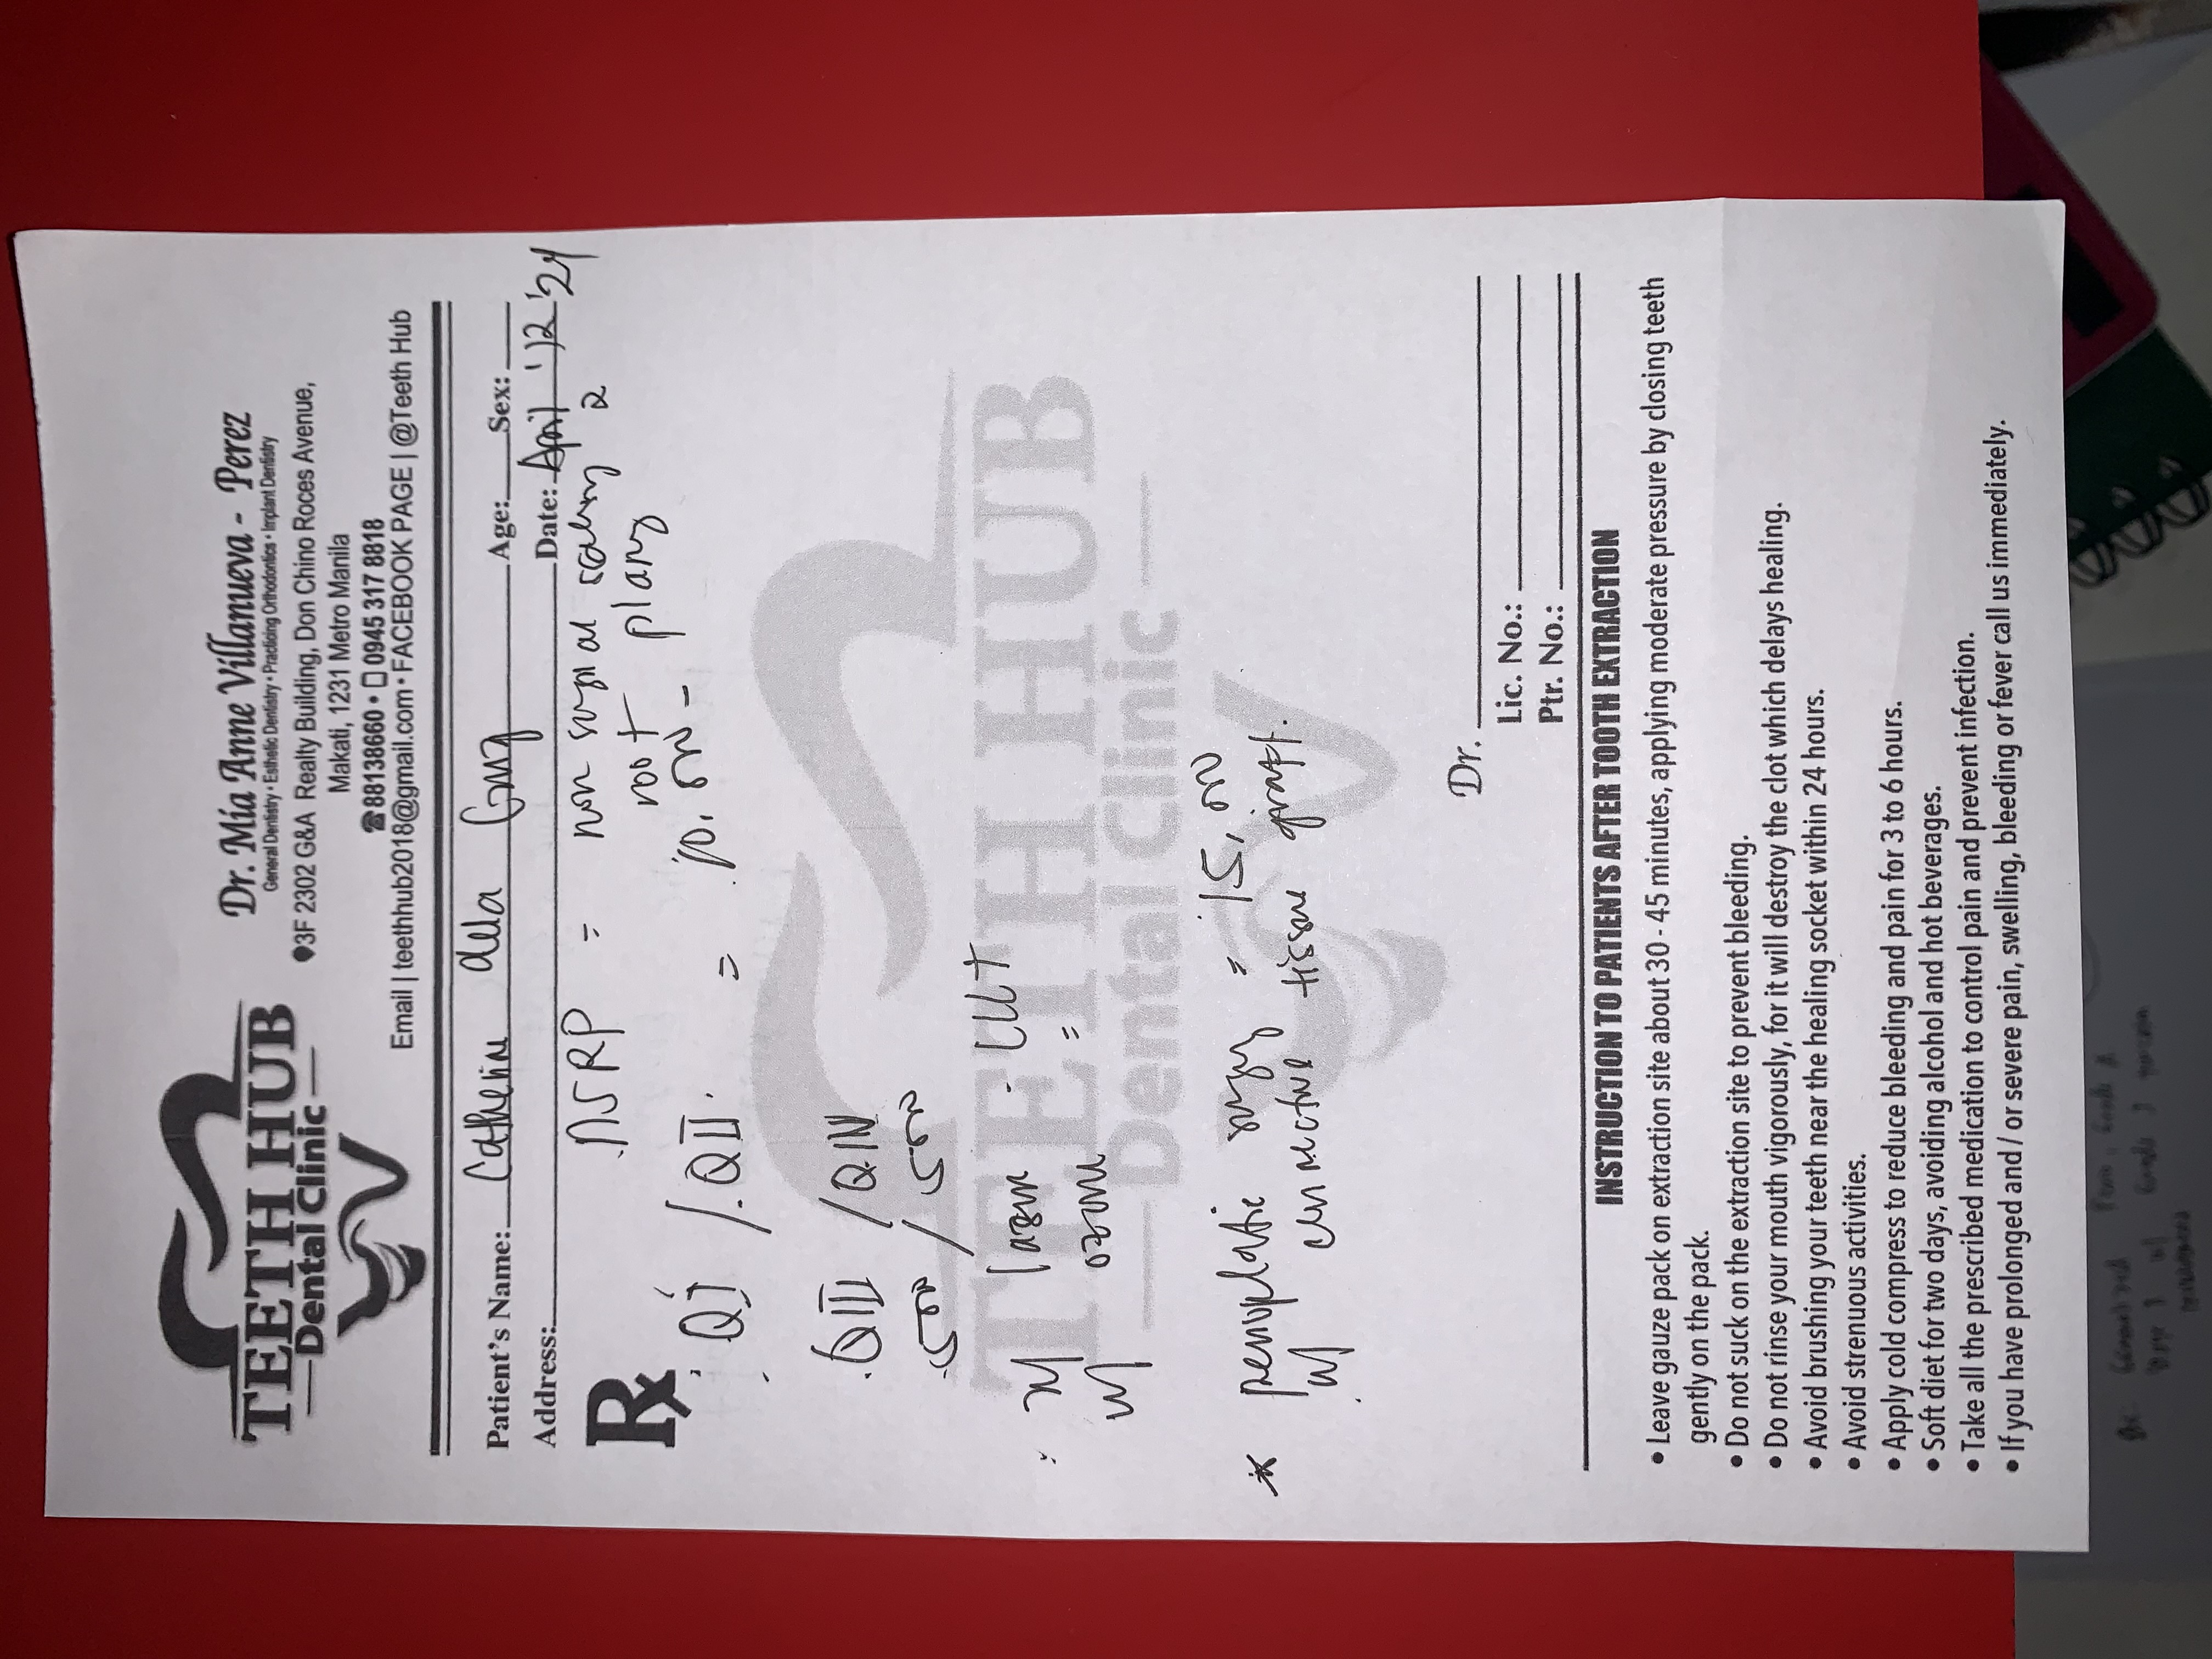 TEETH HUB
Dental Clinic
Dr. Mia Anne Villanueva - Perez
General Dentistry • Esthetic Dentistry • Practicing Orthodontics • Implant Dentistry
3F 2302 G&A Realty Building, Don Chino Roces Avenue,
Makati, 1231 Metro Manila
☎88138660 • 0945 317 8818
Email | teethhub2018@gmail.com • FACEBOOK PAGE | @Teeth Hub
Patient's Name: Catherine dela Age: Sex:
Address: Date: April 12 '24
Rx
NSRP = non surgical scaling &
root planing
QI / QII = 10,
QIII / QIV
w/ laser
w/ ozone =
* perioplastic = 15,
w/ connective tissue graft.
TEETH HUB
Dental Clinic
Dr.
Lic. No.:
Ptr. No.:
INSTRUCTION TO PATIENTS AFTER TOOTH EXTRACTION
• Leave gauze pack on extraction site about 30 - 45 minutes, applying moderate pressure by closing teeth
gently on the pack.
• Do not suck on the extraction site to prevent bleeding.
• Do not rinse your mouth vigorously, for it will destroy the clot which delays healing.
• Avoid brushing your teeth near the healing socket within 24 hours.
• Avoid strenuous activities.
• Apply cold compress to reduce bleeding and pain for 3 to 6 hours.
• Soft diet for two days, avoiding alcohol and hot beverages.
• Take all the prescribed medication to control pain and prevent infection.
• If you have prolonged and/ or severe pain, swelling, bleeding or fever call us immediately.